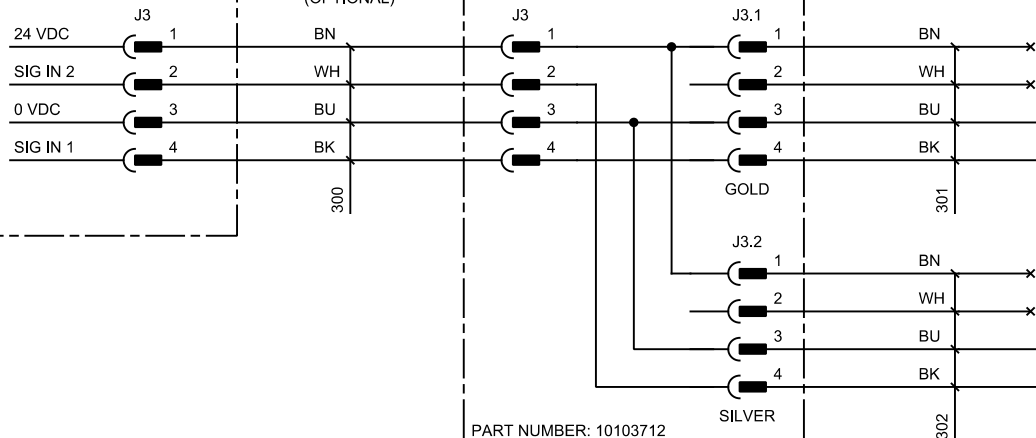 (OPTIONAL)
J3 J3 J3.1
24 VDC 1 BN 1 1 BN
SIG IN 2 2 WH 2 2 WH
0 VDC 3 BU 3 3 BU
SIG IN 1 4 BK 4 4 BK
300 GOLD 301
J3.2
1 BN
2 WH
3 BU
4 BK
SILVER 302
PART NUMBER: 10103712